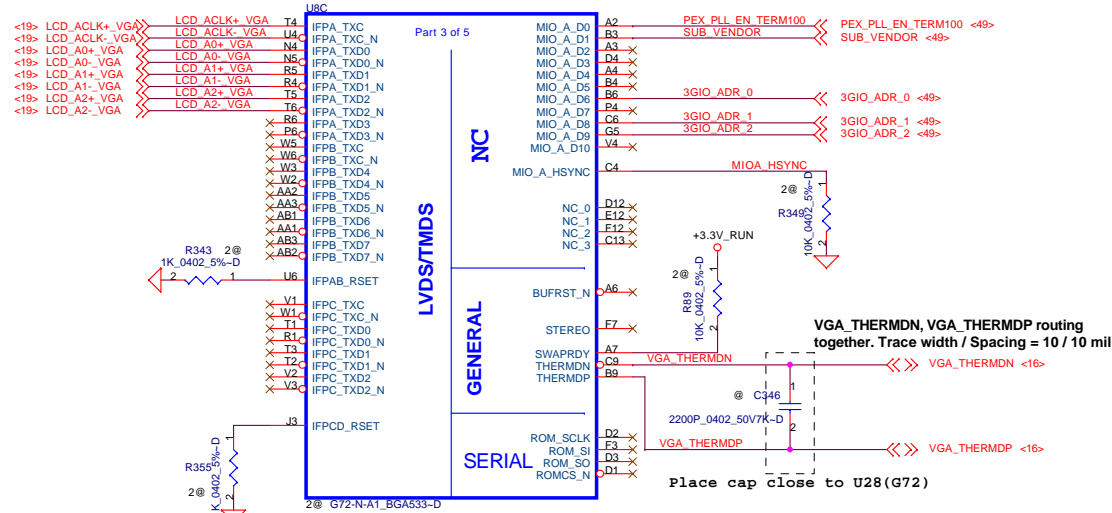 U8C
Part 3 of 5
<19> LCD_ACLK+_VGA LCD_ACLK+_VGA T4 IFPA_TXC
<19> LCD_ACLK-_VGA LCD_ACLK-_VGA U4 IFPA_TXC_N
<19> LCD_A0+_VGA LCD_A0+_VGA N4 IFPA_TXD0
<19> LCD_A0-_VGA LCD_A0-_VGA N5 IFPA_TXD0_N
<19> LCD_A1+_VGA LCD_A1+_VGA R5 IFPA_TXD1
<19> LCD_A1-_VGA LCD_A1-_VGA R4 IFPA_TXD1_N
<19> LCD_A2+_VGA LCD_A2+_VGA T5 IFPA_TXD2
<19> LCD_A2-_VGA LCD_A2-_VGA T6 IFPA_TXD2_N
R6 IFPA_TXD3
P6 IFPA_TXD3_N
W5 IFPB_TXC
W6 IFPB_TXC_N
W3 IFPB_TXD4
W2 IFPB_TXD4_N
AA2 IFPB_TXD5
AA3 IFPB_TXD5_N
AB1 IFPB_TXD6
AA1 IFPB_TXD6_N
AB3 IFPB_TXD7
AB2 IFPB_TXD7_N
R343 2@
1K_0402_5%~D
2 1 U6 IFPAB_RSET
V1 IFPC_TXC
W1 IFPC_TXC_N
T1 IFPC_TXD0
R1 IFPC_TXD0_N
T3 IFPC_TXD1
T2 IFPC_TXD1_N
V2 IFPC_TXD2
V3 IFPC_TXD2_N
J3 IFPCD_RSET
1
R355
2@
K_0402_5%~D
2
LVDS/TMDS
NC
GENERAL
SERIAL
MIO_A_D0 A2 PEX_PLL_EN_TERM100 PEX_PLL_EN_TERM100 <49>
MIO_A_D1 B3 SUB_VENDOR SUB_VENDOR <49>
MIO_A_D2 A3
MIO_A_D3 D4
MIO_A_D4 A4
MIO_A_D5 B4
MIO_A_D6 B6 3GIO_ADR_0 3GIO_ADR_0 <49>
MIO_A_D7 P4
MIO_A_D8 C6 3GIO_ADR_1 3GIO_ADR_1 <49>
MIO_A_D9 G5 3GIO_ADR_2 3GIO_ADR_2 <49>
MIO_A_D10 V4
MIO_A_HSYNC C4 MIOA_HSYNC
2@ 1
R349
10K_0402_5%~D
2
NC_0 D12
NC_1 E12
NC_2 F12
NC_3 C13
+3.3V_RUN
2@ 1
R89
10K_0402_5%~D
2
BUFRST_N A6
STEREO F7
SWAPRDY A7
THERMDN C9 VGA_THERMDN VGA_THERMDN <16>
THERMDP B9 VGA_THERMDP VGA_THERMDP <16>
VGA_THERMDN, VGA_THERMDP routing
together. Trace width / Spacing = 10 / 10 mil
1
@ C346
2200P_0402_50V7K~D
2
ROM_SCLK D2
ROM_SI F3
ROM_SO D3
ROMCS_N D1
Place cap close to U28(G72)
2@ G72-N-A1_BGA533~D